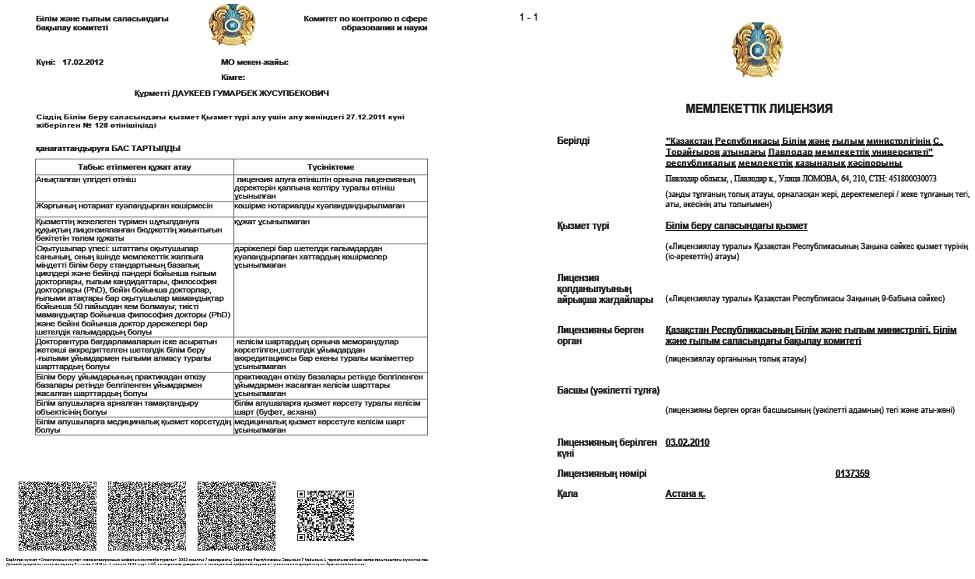 Білім және ғылым саласындағы
бақылау комитеті
Комитет по контролю в сфере
образования и науки
Күні: 17.02.2012
МО мекен-жайы:
Кімге:
Құрметті ДАУКЕЕВ ГУМАРБЕК ЖУСУПБЕКОВИЧ
Сіздің Білім беру саласындағы қызмет Қызмет түрі алу үшін алу жөніндегі 27.12.2011 күні
жіберілген № 128 өтінішіңізді
қанағаттандыруға БАС ТАРТЫЛДЫ
Табыс етілмеген құжат атау
Түсініктеме
Анықталған үлгідегі өтініш
лицензия алуға өтініштің орнына лицензияның
деректерін қалпына келтіру туралы өтініш
ұсынылған
Жарғының нотариат куәландырған көшірмесін
көшірме нотариалды куәландандырылмаған
Қызметтің жекелеген түрімен шұғылдануға
құқықтың лицензияланған бюджеттің жиынтығын
бекітетін төлем құжаты
құжат ұсынылмаған
Оқытушылар үлесі: штаттағы оқытушылар
санының, оның ішінде мемлекеттік жалпыға
міндетті білім беру стандартының базалық
циклдері және бейінді пәндері бойынша ғылым
докторлары, ғылым кандидаттары, философия
докторлары (PhD), бейін бойынша докторлар,
ғылыми атақтары бар оқытушылар мамандықтар
бойынша 50 пайыздан кем болмауы; тиісті
мамандықтар бойынша философия докторы (PhD)
және бейіні бойынша доктор дәрежелері бар
шетелдік ғалымдардың болуы
дәрежелері бар шетелдік ғалымдардан
куәландырылған хаттардың көшірмелер
ұсынылмаған
Докторантура бағдарламаларын іске асыратын
жетекші аккредиттелген шетелдік білім беру
-ғылыми ұйымдармен ғылыми алмасу туралы
шарттардың болуы
келісім шартардың орнына меморандулар
көрсетілген,шетелдік ұйымдардан
аккредитациясы бар екены туралы мәліметтер
ұсынылмаған
Білім беру ұйымдарының практикадан өткізу
базалары ретінде белгіленген ұйымдармен
жасалған шарттардың болуы
практикадан өткізу базалары ретінде белгіленген
ұйымдармен жасалған келісім шарттары
ұсынылмаған
Білім алушыларға арналған тамақтандыру
объектісінің болуы
білім алушаларға қызмет көрсету туралы келісім
шарт (буфет, асхана)
Білім алушыларға медициналық қызмет көрсетудің
болуы
медициналық қызмет көрсетуге келісім шарт
ұсынылмаған
1 - 1
МЕМЛЕКЕТТІК ЛИЦЕНЗИЯ
Берілді
"Қазақстан Республикасы Білім және ғылым министрлігінің С.
Торайғыров атындағы Павлодар мемлекеттік университеті"
республикалық мемлекеттік қазыналық кәсіпорыны
Павлодар облысы, , Павлодар қ., Улица ЛОМОВА, 64, 210, СТН: 451800030073
(заңды тұлғаның толық атауы, орналасқан жері, деректемелері / жеке тұлғаның тегі,
аты, әкесінің аты толығымен)
Қызмет түрі
Білім беру саласындағы қызмет
(«Лицензиялау туралы» Қазақстан Республикасының Заңына сәйкес қызмет түрінің
(іс-әрекеттің) атауы)
Лицензия
қолданылуының
айрықша жағдайлары
(«Лицензиялау туралы» Қазақстан Республикасы Заңының 9-бабына сәйкес)
Лицензияны берген
орган
Қазақстан Республикасының Білім және ғылым министрлігі. Білім
және ғылым саласындағы бақылау комитеті
(лицензиялау органының толық атауы)
Басшы (уәкілетті тұлға)
(лицензияны берген орган басшысының (уәкілетті адамның) тегі және аты-жөні)
Лицензияның берілген
күні
03.02.2010
Лицензияның нөмірі
0137359
Қала
Астана қ.